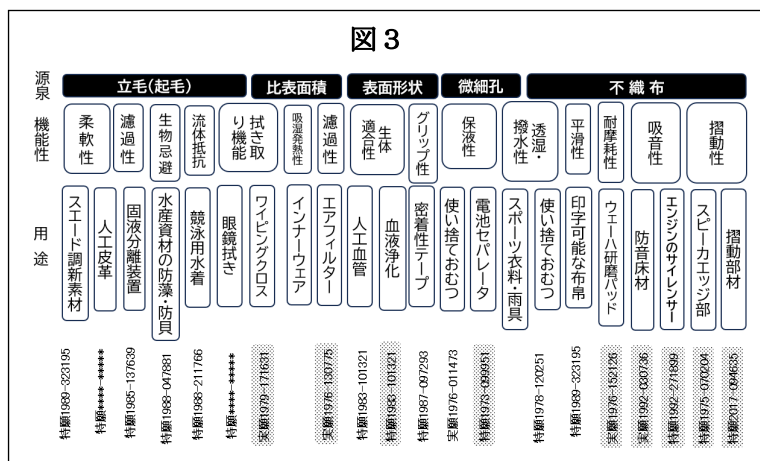 図3
源泉
立毛(起毛)
比表面積
表面形状
微細孔
不織布
機能性
柔軟性
濾過性
生物忌避
流体抵抗
拭き取り機能
吸湿発熱性
濾過性
生体適合性
グリップ性
保液性
透湿・撥水性
平滑性
耐摩耗性
吸音性
摺動性
用途
スエード調新素材
人工皮革
固液分離装置
水産資材の防藻・防貝
競泳用水着
眼鏡拭き
ワイピングクロス
インナーウェア
エアフィルター
人工血管
血液浄化
密着性テープ
使い捨ておむつ
電池セパレータ
スポーツ衣料・雨具
使い捨ておむつ
印字可能な布帛
ウェーハ研磨パッド
防音床材
エンジンのサイレンサー
スピーカエッジ部
摺動部材
特願1989-323195
特願****-*****
特願1985-137639
特願1988-047881
特願1988-211766
特願****-*****
実願1979-171631
特願1976-130775
特願1983-101321
特願1983-101321
特願1987-097293
実願1976-011473
特願1973-099951
特願1978-120251
特願1989-323195
特願1976-152126
実願1992-030736
特願1992-271899
特願1975-070204
特願2017-094635